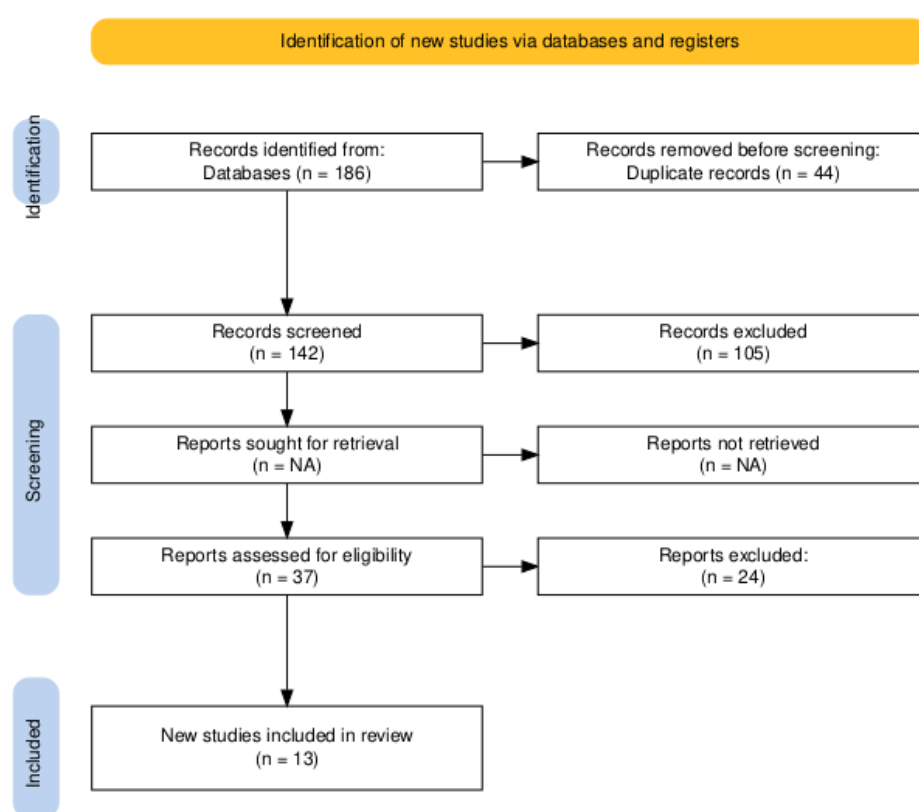 Identification of new studies via databases and registers
Identification
Records identified from:
Databases (n = 186)
Records removed before screening:
Duplicate records (n = 44)
Screening
Records screened
(n = 142)
Records excluded
(n = 105)
Reports sought for retrieval
(n = NA)
Reports not retrieved
(n = NA)
Reports assessed for eligibility
(n = 37)
Reports excluded:
(n = 24)
Included
New studies included in review
(n = 13)